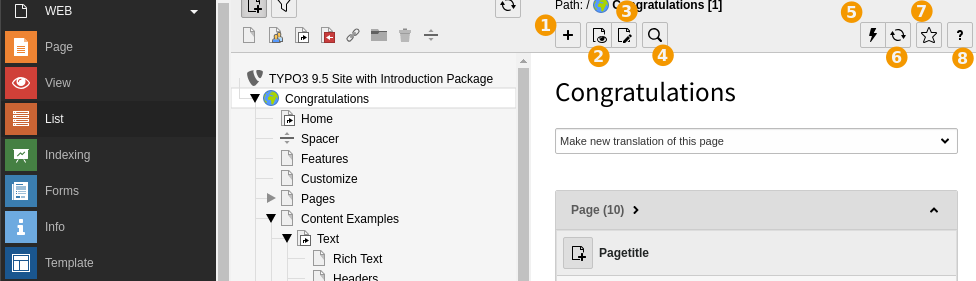 WEB
Page
View
List
Indexing
Forms
Info
Template
TYPO3 9.5 Site with Introduction Package
Congratulations
Home
Spacer
Features
Customize
Pages
Content Examples
Text
Rich Text
Headers
Path: / Congratulations [1]
1
2
3
4
5
6
7
?
8
Congratulations
Make new translation of this page
Page (10)
Pagetitle